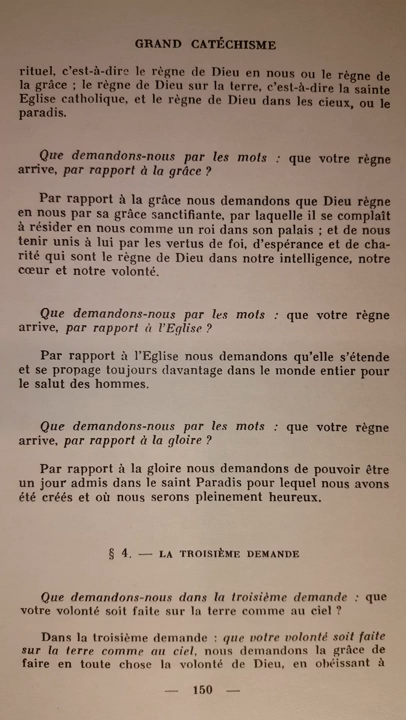 GRAND CATÉCHISME
rituel, c'est-à-dire le règne de Dieu en nous ou le règne de
la grâce ; le règne de Dieu sur la terre, c'est-à-dire la sainte
Eglise catholique, et le règne de Dieu dans les cieux, ou le
paradis.
Que demandons-nous par les mots : que votre règne
arrive, par rapport à la grâce ?
Par rapport à la grâce nous demandons que Dieu règne
en nous par sa grâce sanctifiante, par laquelle il se complaît
à résider en nous comme un roi dans son palais ; et de nous
tenir unis à lui par les vertus de foi, d'espérance et de cha-
rité qui sont le règne de Dieu dans notre intelligence, notre
cœur et notre volonté.
Que demandons-nous par les mots : que votre règne
arrive, par rapport à l'Eglise ?
Par rapport à l'Eglise nous demandons qu'elle s'étende
et se propage toujours davantage dans le monde entier pour
le salut des hommes.
Que demandons-nous par les mots : que votre règne
arrive, par rapport à la gloire ?
Par rapport à la gloire nous demandons de pouvoir être
un jour admis dans le saint Paradis pour lequel nous avons
été créés et où nous serons pleinement heureux.
§ 4. — LA TROISIÈME DEMANDE
Que demandons-nous dans la troisième demande : que
votre volonté soit faite sur la terre comme au ciel ?
Dans la troisième demande : que votre volonté soit faite
sur la terre comme au ciel, nous demandons la grâce de
faire en toute chose la volonté de Dieu, en obéissant à
— 150 —